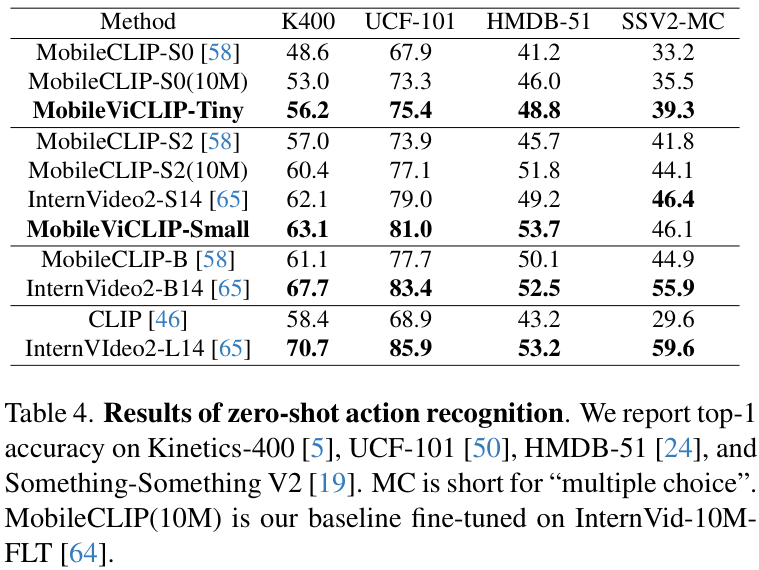 Method K400 UCF-101 HMDB-51 SSV2-MC
MobileCLIP-S0 [58] 48.6 67.9 41.2 33.2
MobileCLIP-S0(10M) 53.0 73.3 46.0 35.5
MobileViCLIP-Tiny 56.2 75.4 48.8 39.3
MobileCLIP-S2 [58] 57.0 73.9 45.7 41.8
MobileCLIP-S2(10M) 60.4 77.1 51.8 44.1
InternVideo2-S14 [65] 62.1 79.0 49.2 46.4
MobileViCLIP-Small 63.1 81.0 53.7 46.1
MobileCLIP-B [58] 61.1 77.7 50.1 44.9
InternVideo2-B14 [65] 67.7 83.4 52.5 55.9
CLIP [46] 58.4 68.9 43.2 29.6
InternVIdeo2-L14 [65] 70.7 85.9 53.2 59.6
Table 4. Results of zero-shot action recognition. We report top-1
accuracy on Kinetics-400 [5], UCF-101 [50], HMDB-51 [24], and
Something-Something V2 [19]. MC is short for “multiple choice”.
MobileCLIP(10M) is our baseline fine-tuned on InternVid-10M-
FLT [64].